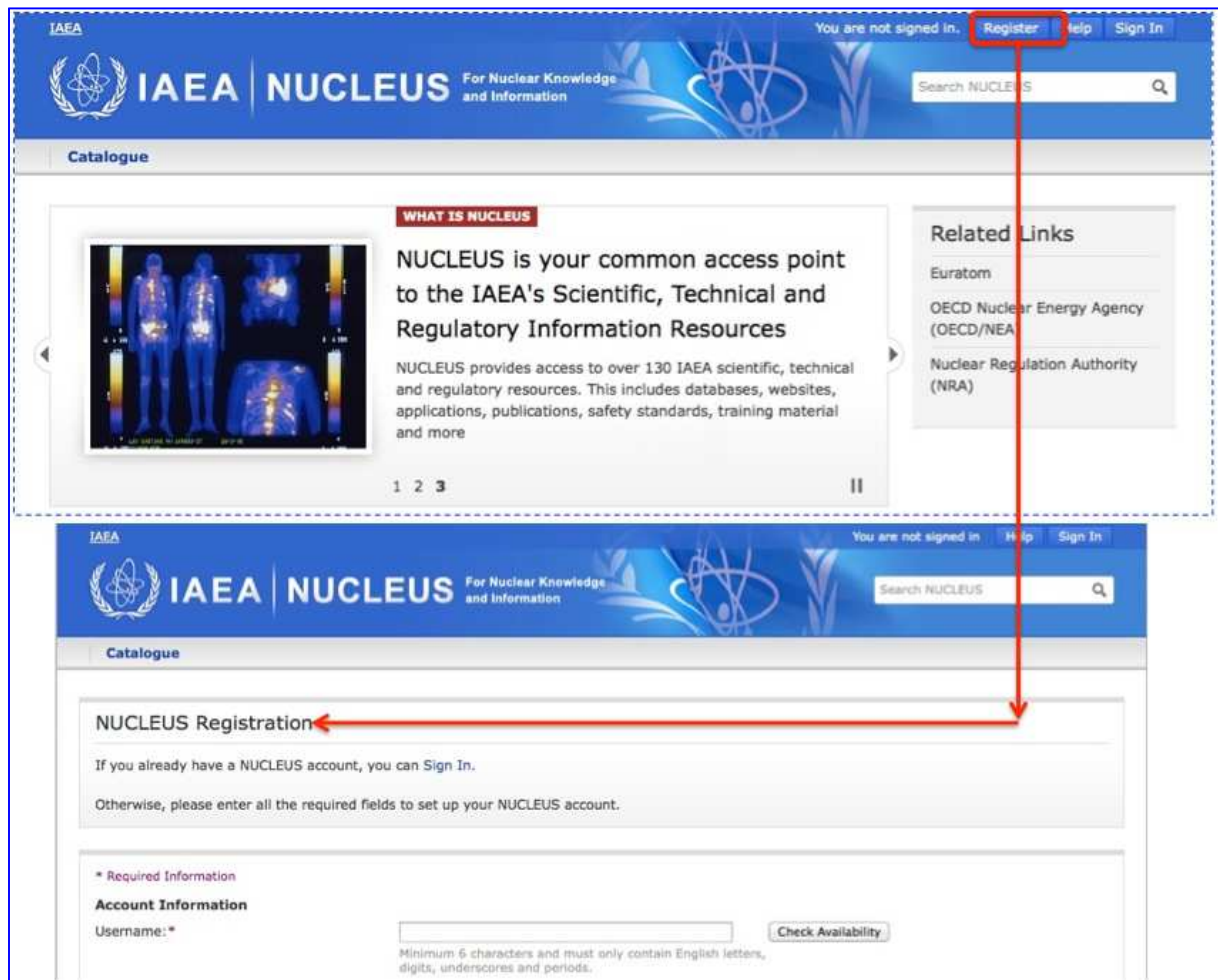 IAEA
You are not signed in. Register Help Sign In
IAEA NUCLEUS For Nuclear Knowledge
and Information
Search NUCLEUS
Catalogue
WHAT IS NUCLEUS
NUCLEUS is your common access point
to the IAEA's Scientific, Technical and
Regulatory Information Resources
NUCLEUS provides access to over 130 IAEA scientific, technical
and regulatory resources. This includes databases, websites,
applications, publications, safety standards, training material
and more
1 2 3
Related Links
Euratom
OECD Nuclear Energy Agency
(OECD/NEA)
Nuclear Regulation Authority
(NRA)
IAEA
You are not signed in Help Sign In
IAEA NUCLEUS For Nuclear Knowledge
and Information
Search NUCLEUS
Catalogue
NUCLEUS Registration
If you already have a NUCLEUS account, you can Sign In.
Otherwise, please enter all the required fields to set up your NUCLEUS account.
* Required Information
Account Information
Username:*
Check Availability
Minimum 6 characters and must only contain English letters,
digits, underscores and periods.